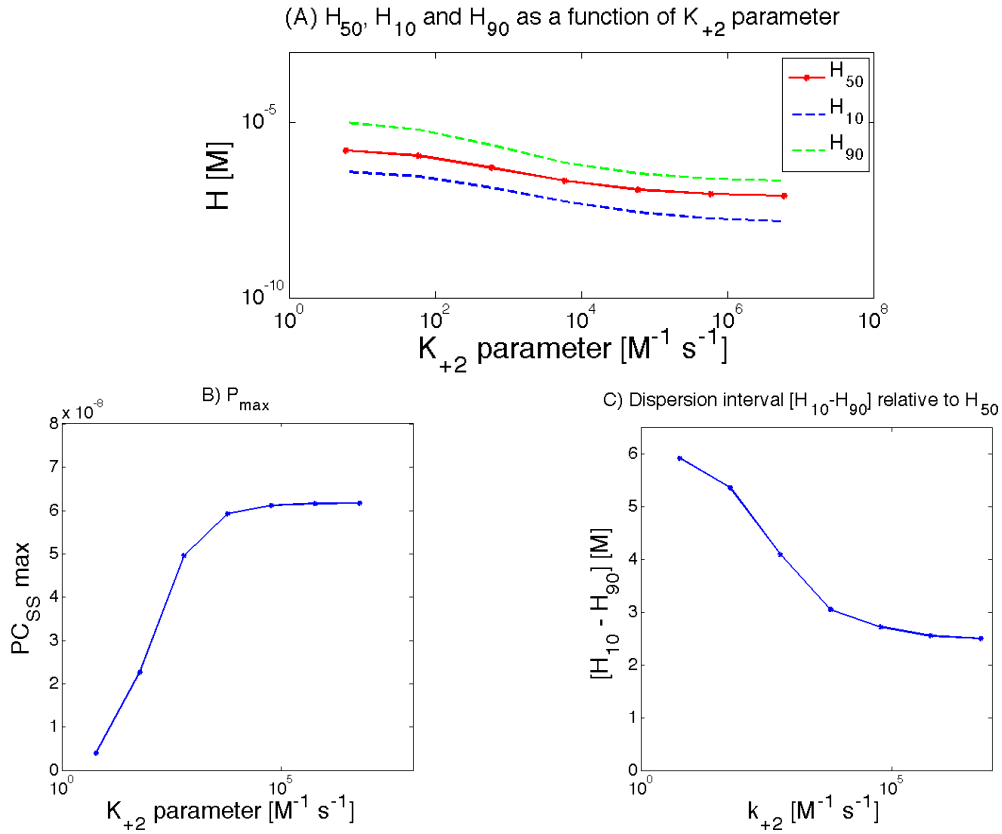 (A) H50, H10 and H90 as a function of K+2 parameter
H [M]
10^-5
10^-10
10^0 10^2 10^4 10^6 10^8
K+2 parameter [M^-1 s^-1]
H50
H10
H90
B) Pmax
x 10^-8
PCSS max
8
7
6
5
4
3
2
1
0
10^0 10^5
K+2 parameter [M^-1 s^-1]
C) Dispersion interval [H10-H90] relative to H50
[H10 - H90] [M]
6
5
4
3
2
1
0
10^0 10^5
k+2 [M^-1 s^-1]